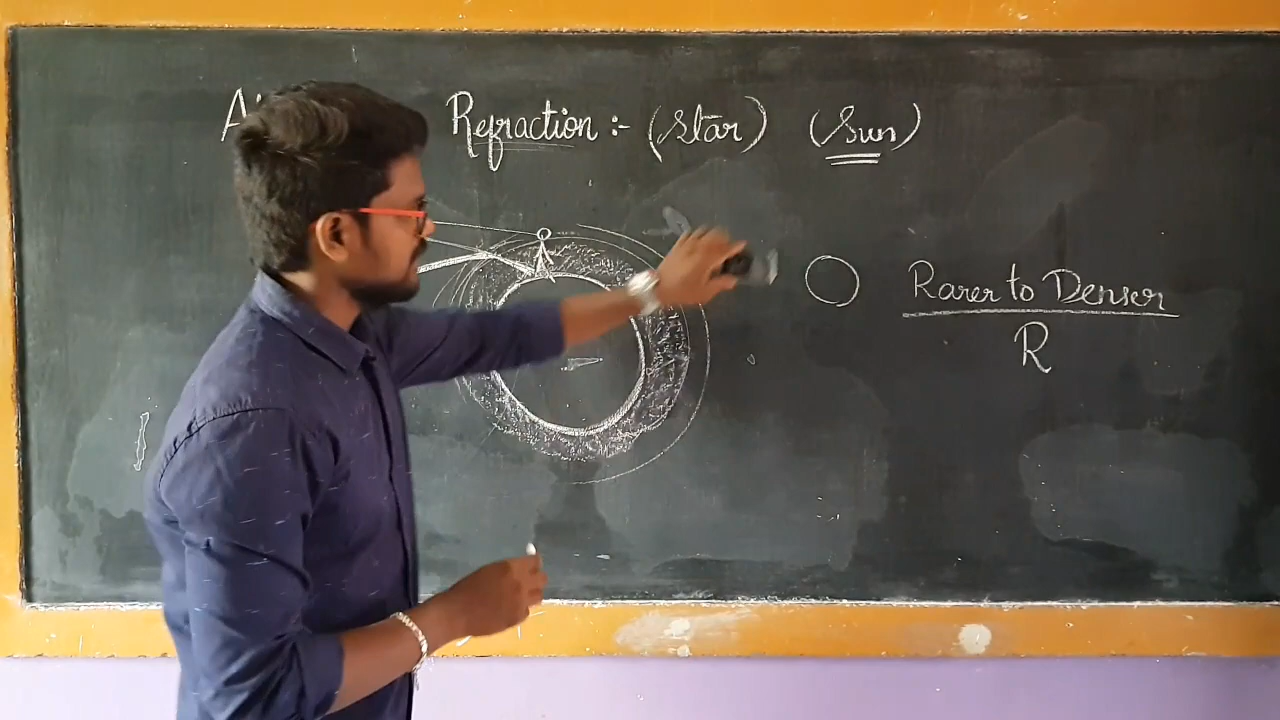 Refraction :- (Star) (Sun)
Rarer to Denser
R